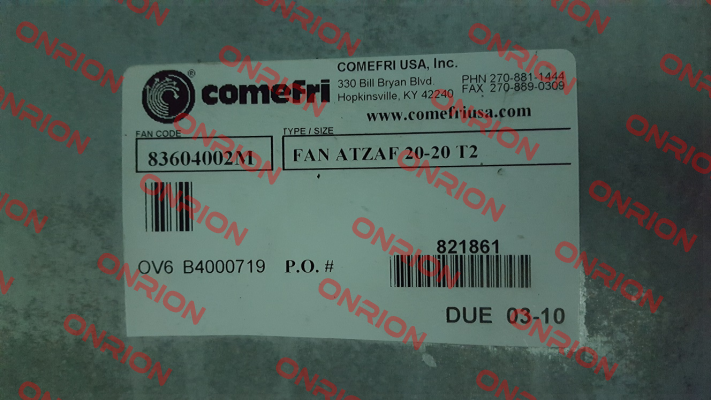 comefri
COMEFRI USA, Inc.
330 Bill Bryan Blvd.
Hopkinsville, KY 42240
PHN 270-881-1444
FAX 270-889-0309
www.comefriusa.com
FAN CODE
83604002M
TYPE / SIZE
FAN ATZAF 20-20 T2
OV6 B4000719
P.O. #
821861
DUE 03-10
ONRION